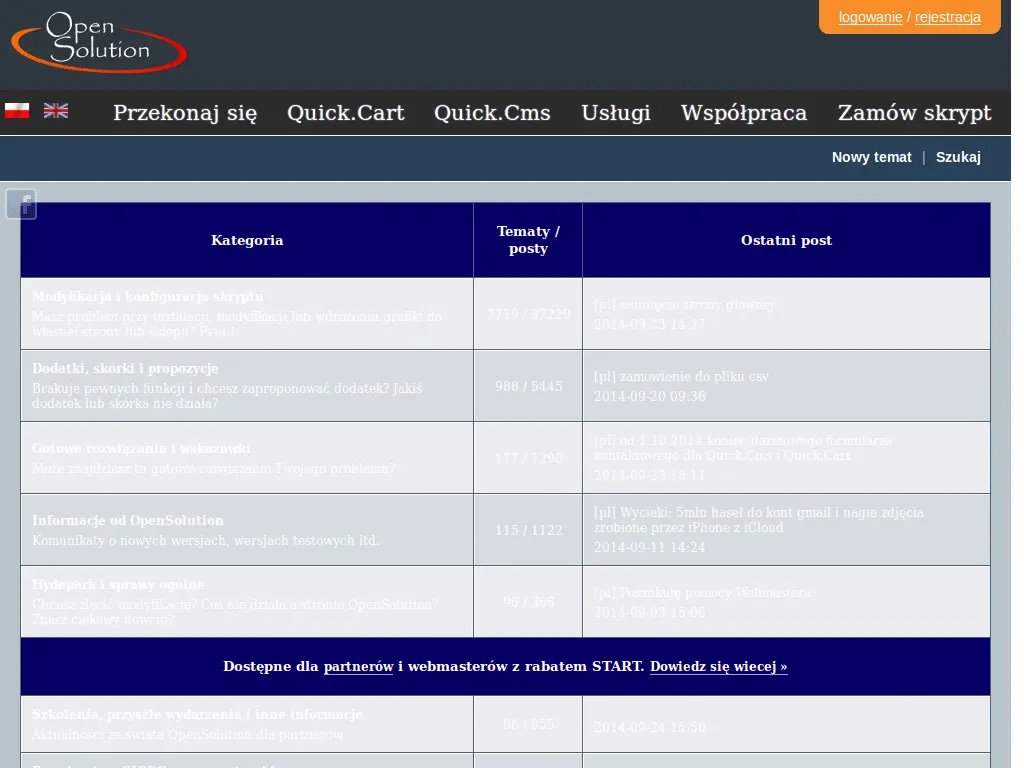 Open
Solution
logowanie / rejestracja
Przekonaj się Quick.Cart Quick.Cms Usługi Współpraca Zamów skrypt
Nowy temat | Szukaj
f
Kategoria
Tematy /
posty
Ostatni post
Modyfikacja i konfiguracja skryptu
Masz problem przy instalacji, modyfikacji lub wdrożeniu grafiki do
własnej strony lub sklepu? Pytaj!
7719 / 37229
[pl] usunięcie strony głównej
2014-09-23 14:27
Dodatki, skórki i propozycje
Brakuje pewnych funkcji i chcesz zaproponować dodatek? Jakiś
dodatek lub skórka nie działa?
988 / 5445
[pl] zamowienie do pliku csv
2014-09-20 09:36
Gotowe rozwiązania i wskazówki
Może znajdziesz tu gotowe rozwiązanie Twojego problemu?
177 / 1390
[pl] od 1.10.2014 koniec darmowego formularza
kontaktowego dla Quick.Cms i Quick.Cart
2014-09-23 18:11
Informacje od OpenSolution
Komunikaty o nowych wersjach, wersjach testowych itd.
115 / 1122
[pl] Wycieki: 5mln haseł do kont gmail i nagie zdjęcia
zrobione przez iPhone z iCloud
2014-09-11 14:24
Hydepark i sprawy ogólne
Chcesz zlecić modyfikację? Coś nie działa a stronia OpenSolution?
Znasz ciekawy dowcip?
96 / 366
[pl] Poszukuję pomocy Webmastera
2014-09-03 15:06
Dostępne dla partnerów i webmasterów z rabatem START. Dowiedz się wiecej »
Szkolenia, przyszłe wydarzenia i inne informacje
Aktualności ze świata OpenSolution dla partnerów
2014-09-24 15:50